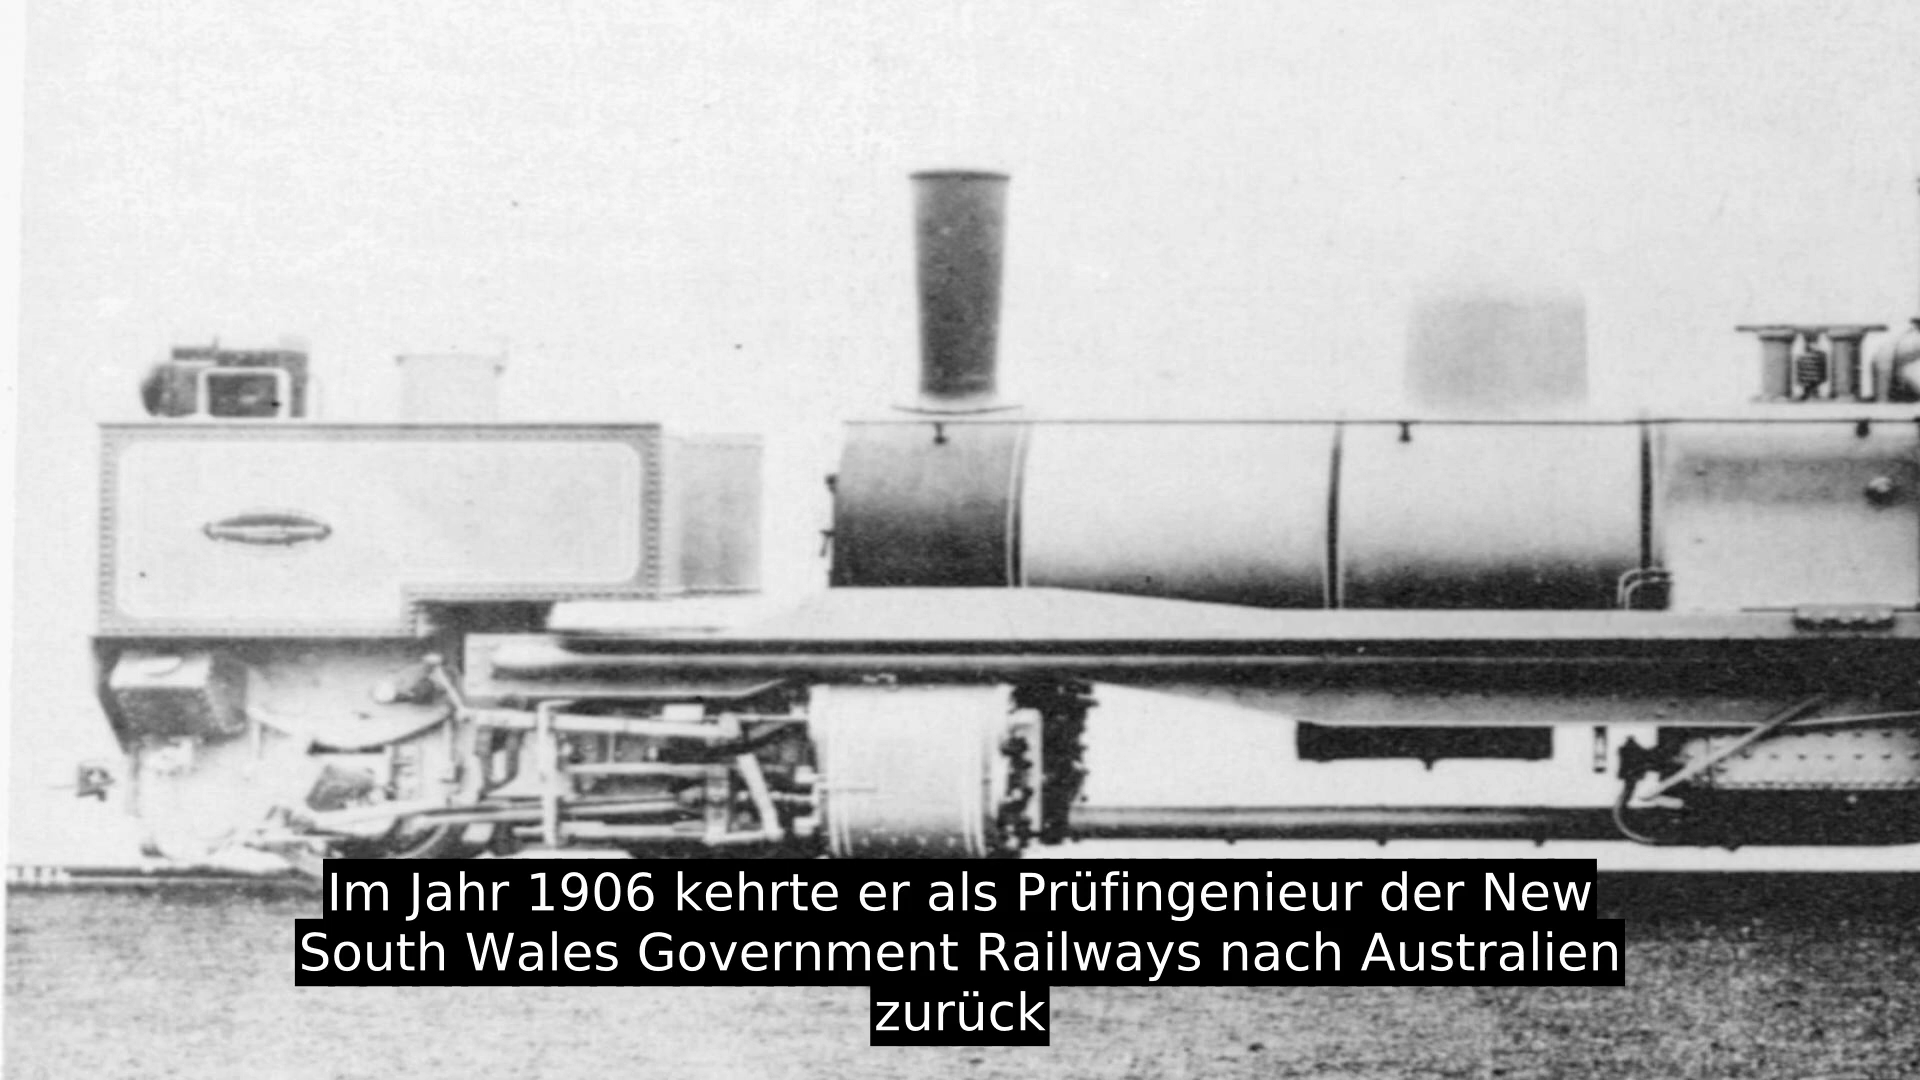 Im Jahr 1906 kehrte er als Prüfingenieur der New
South Wales Government Railways nach Australien
zurück